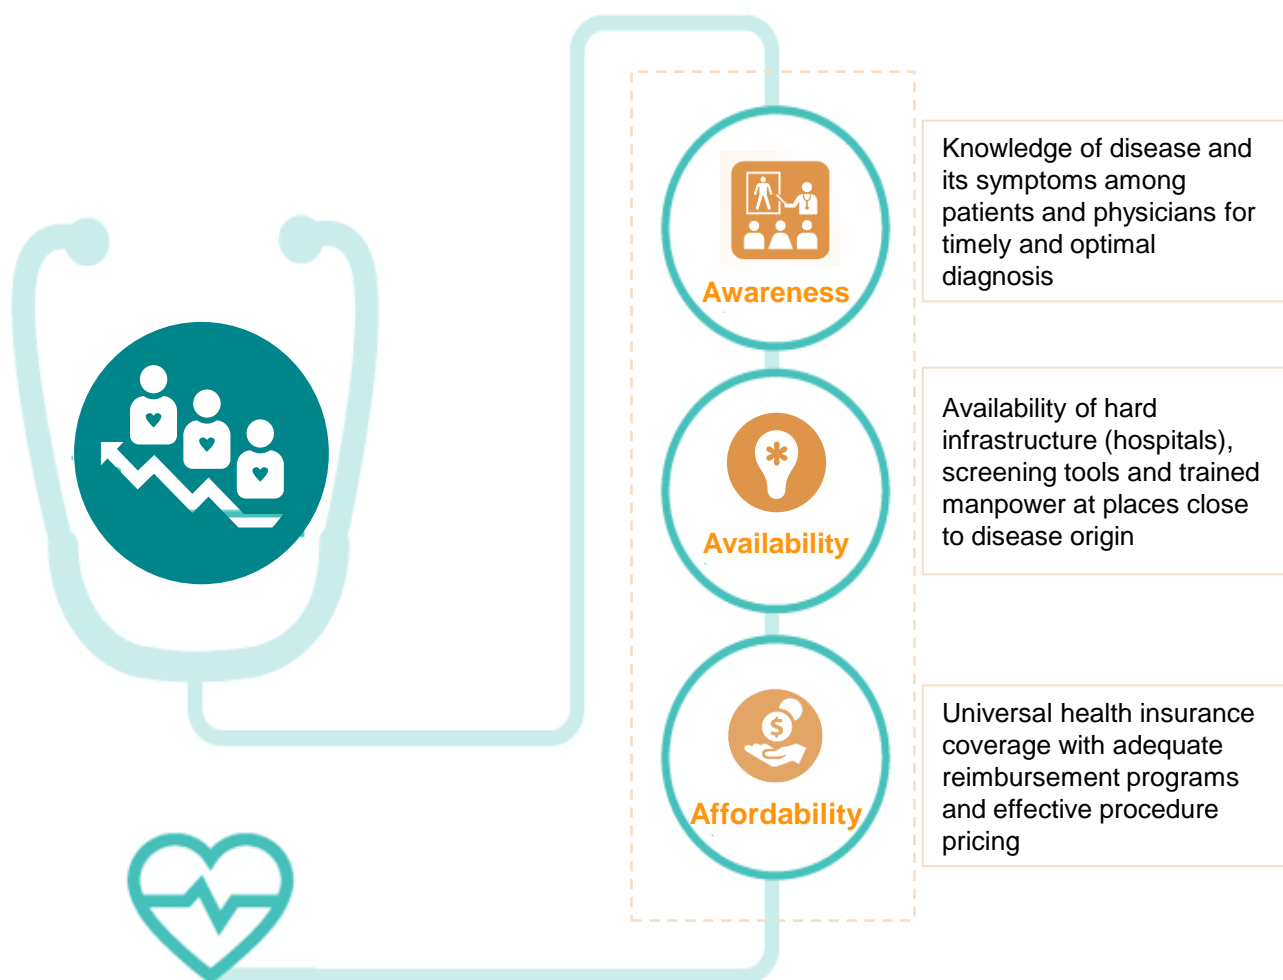 Awareness
Knowledge of disease and
its symptoms among
patients and physicians for
timely and optimal
diagnosis
Availability
Availability of hard
infrastructure (hospitals),
screening tools and trained
manpower at places close
to disease origin
$
Affordability
Universal health insurance
coverage with adequate
reimbursement programs
and effective procedure
pricing